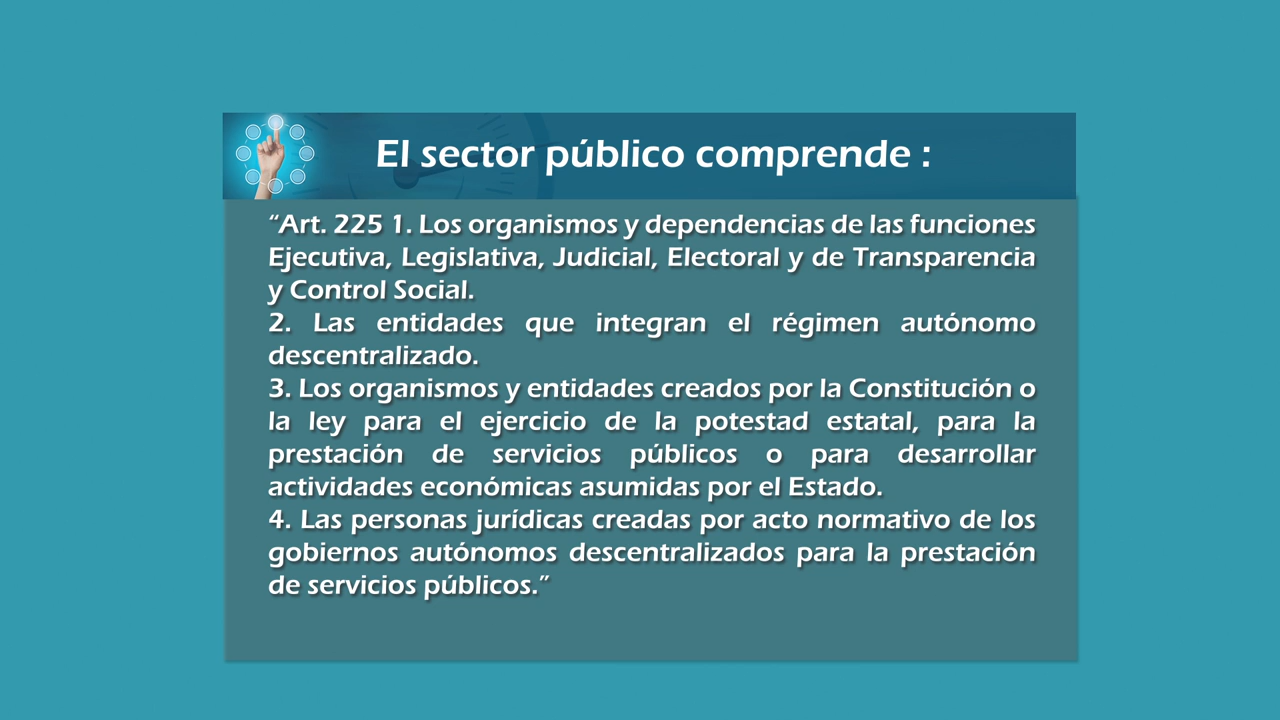 El sector público comprende :
“Art. 225 1. Los organismos y dependencias de las funciones
Ejecutiva, Legislativa, Judicial, Electoral y de Transparencia
y Control Social.
2. Las entidades que integran el régimen autónomo
descentralizado.
3. Los organismos y entidades creados por la Constitución o
la ley para el ejercicio de la potestad estatal, para la
prestación de servicios públicos o para desarrollar
actividades económicas asumidas por el Estado.
4. Las personas jurídicas creadas por acto normativo de los
gobiernos autónomos descentralizados para la prestación
de servicios públicos.”